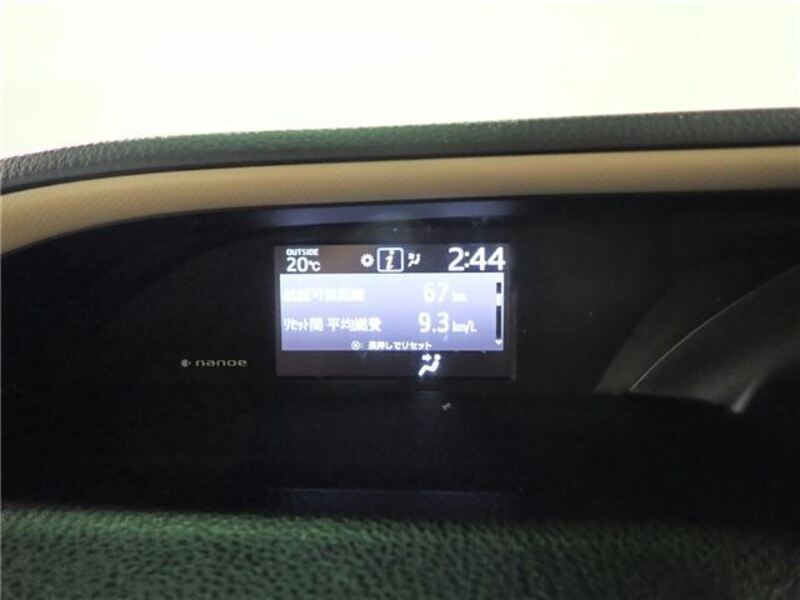 OUTSIDE
20℃
2:44
航続可能距離 67 km
リセット間 平均燃費 9.3 km/L
長押しでリセット
nanoe